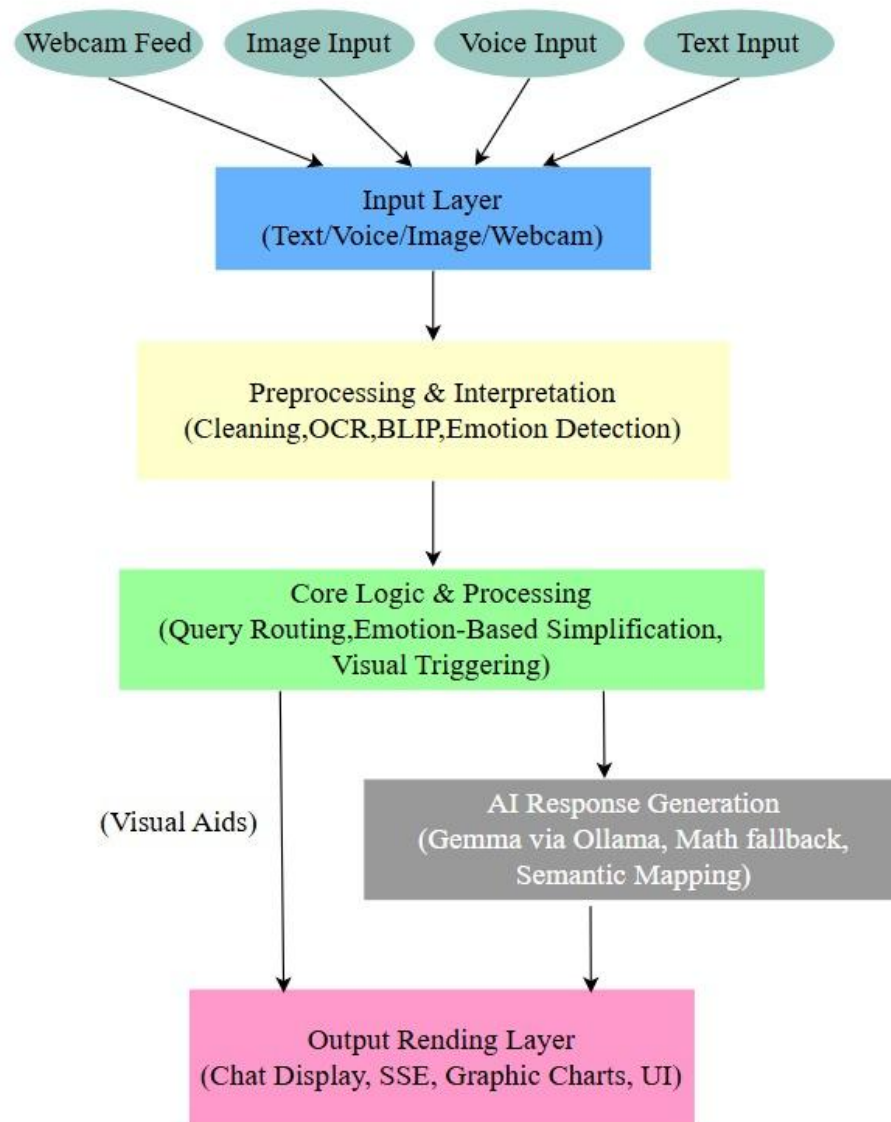 Webcam Feed
Image Input
Voice Input
Text Input
Input Layer
(Text/Voice/Image/Webcam)
Preprocessing & Interpretation
(Cleaning,OCR,BLIP,Emotion Detection)
Core Logic & Processing
(Query Routing,Emotion-Based Simplification,
Visual Triggering)
(Visual Aids)
AI Response Generation
(Gemma via Ollama, Math fallback,
Semantic Mapping)
Output Rending Layer
(Chat Display, SSE, Graphic Charts, UI)